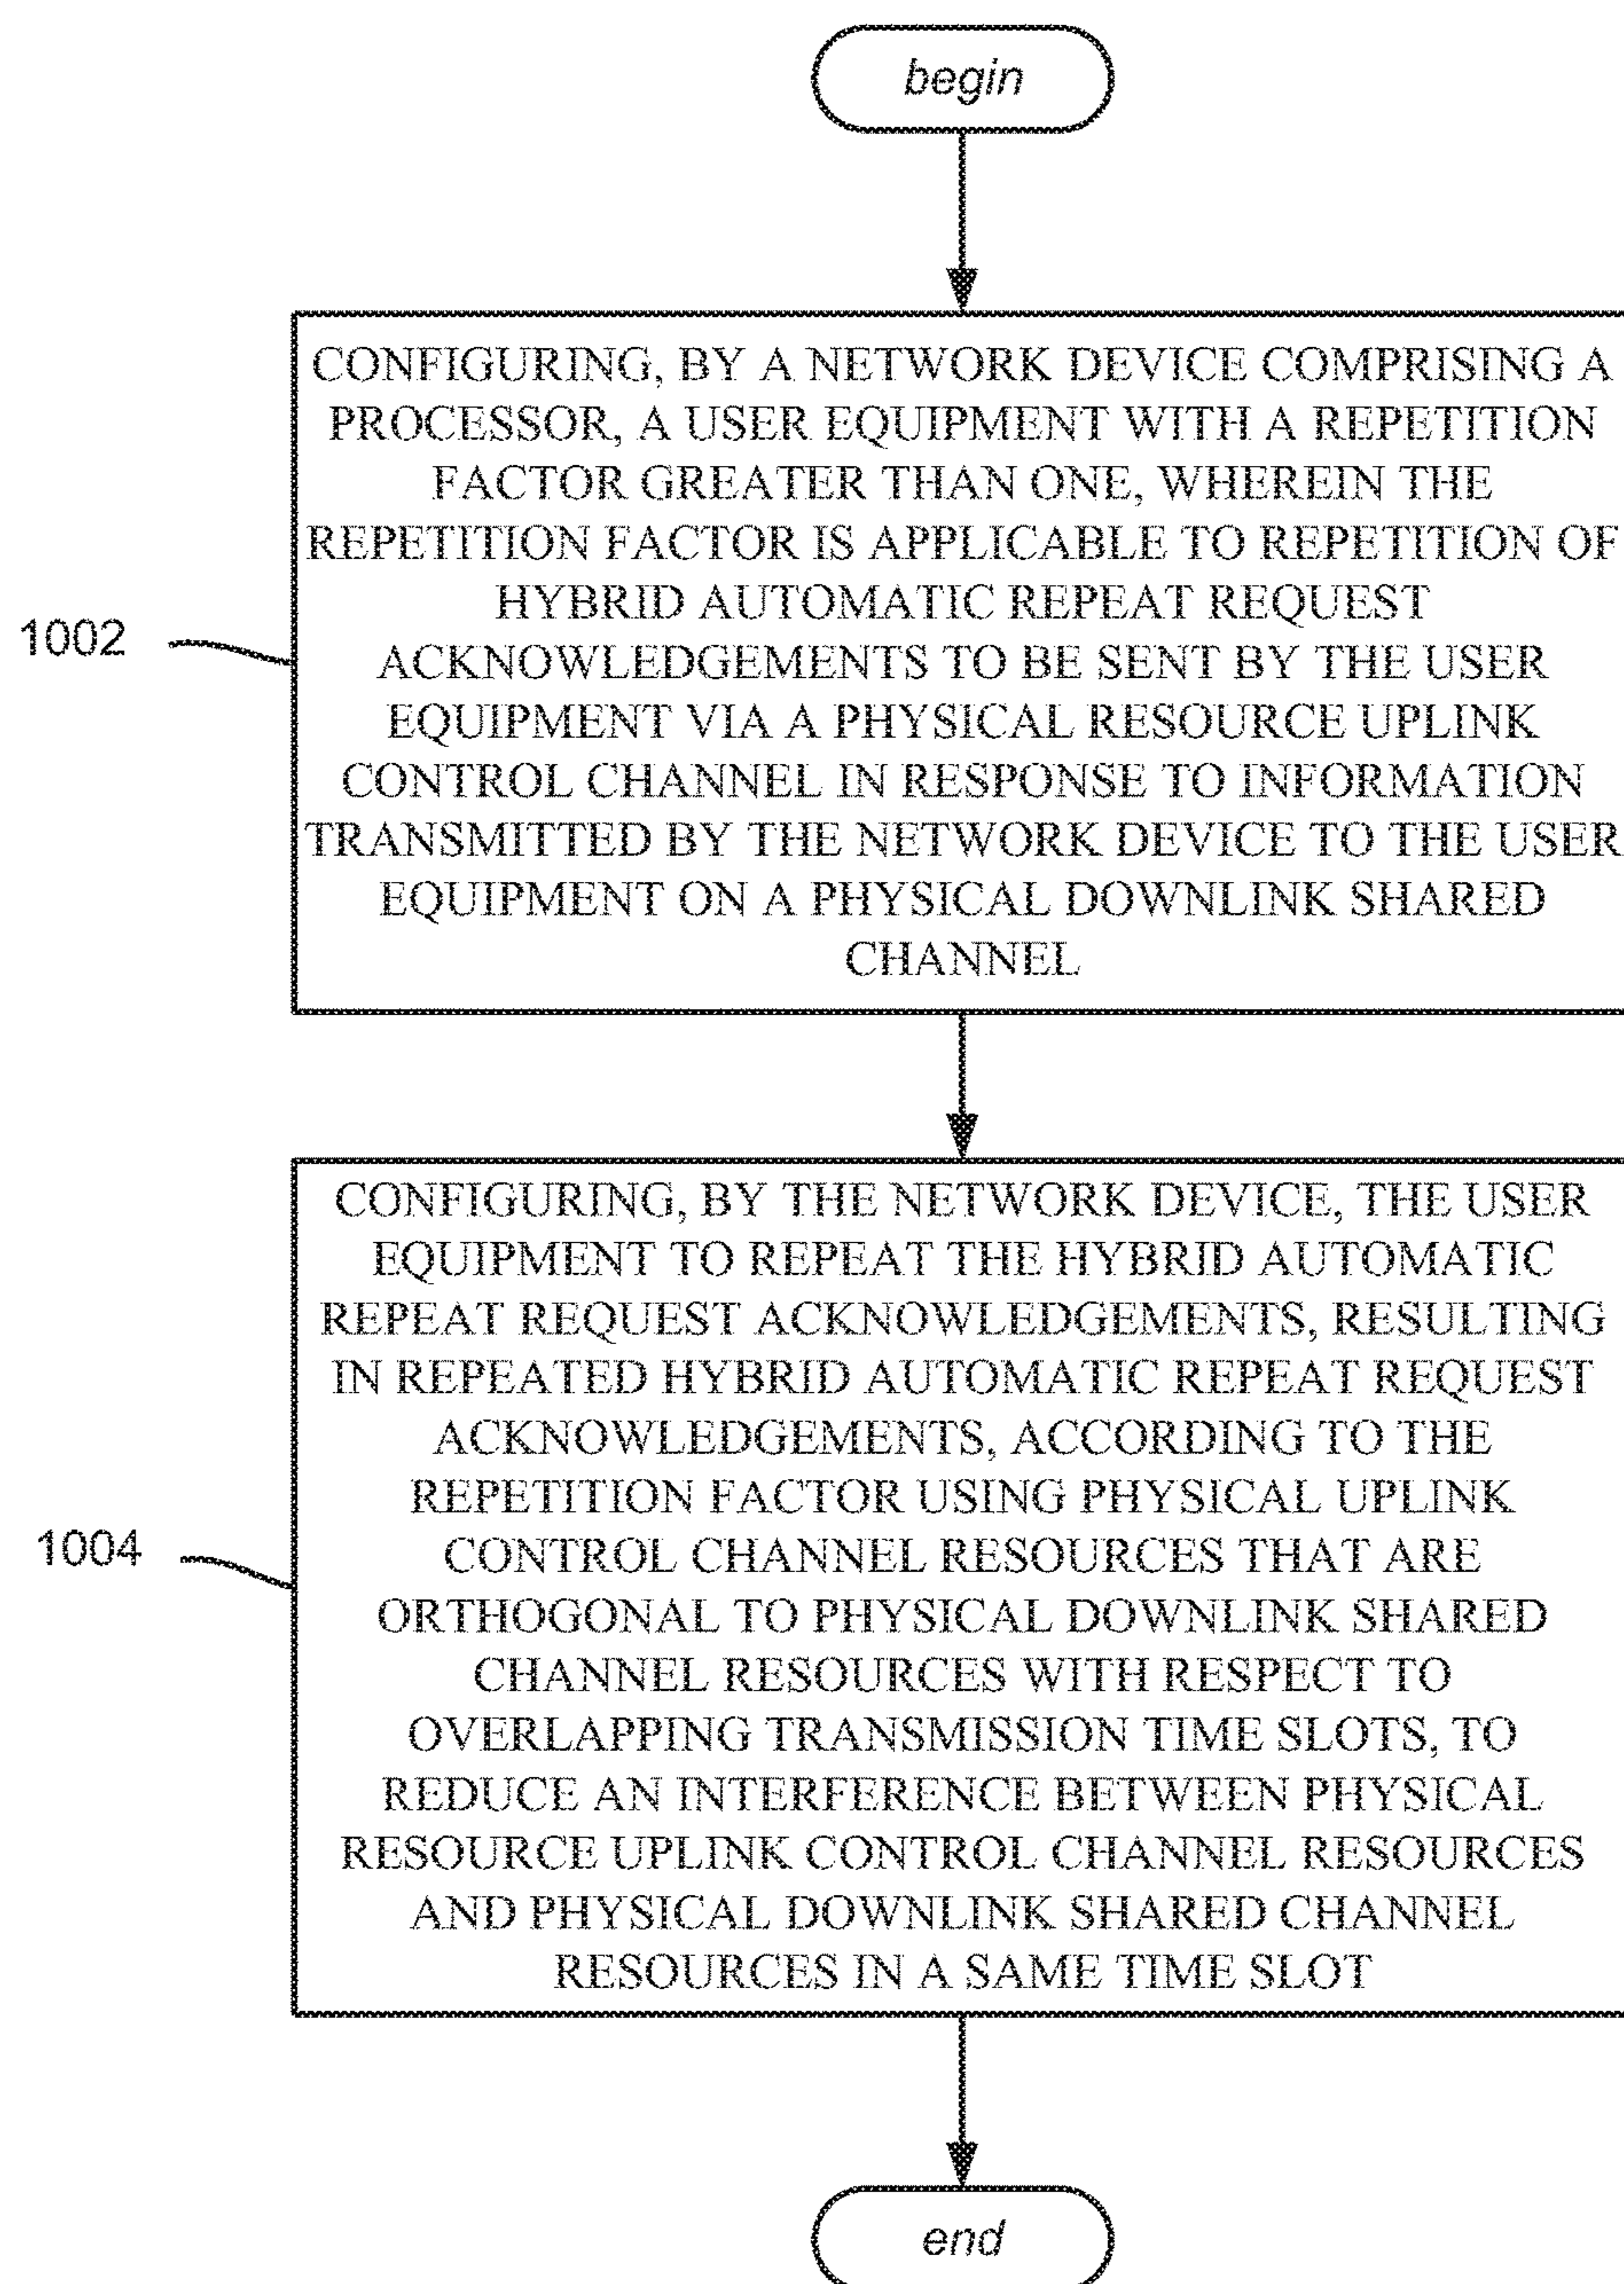 begin
CONFIGURING, BY A NETWORK DEVICE COMPRISING A
PROCESSOR, A USER EQUIPMENT WITH A REPETITION
FACTOR GREATER THAN ONE, WHEREIN THE
REPETITION FACTOR IS APPLICABLE TO REPETITION OF
HYBRID AUTOMATIC REPEAT REQUEST
1002
ACKNOWLEDGEMENTS TO BE SENT BY THE USER
EQUIPMENT VIA A PHYSICAL RESOURCE UPLINK
CONTROL CHANNEL IN RESPONSE TO INFORMATION
TRANSMITTED BY THE NETWORK DEVICE TO THE USER
EQUIPMENT ON A PHYSICAL DOWNLINK SHARED
CHANNEL
CONFIGURING, BY THE NETWORK DEVICE, THE USER
EQUIPMENT TO REPEAT THE HYBRID AUTOMATIC
REPEAT REQUEST ACKNOWLEDGEMENTS, RESULTING
IN REPEATED HYBRID AUTOMATIC REPEAT REQUEST
ACKNOWLEDGEMENTS, ACCORDING TO THE
REPETITION FACTOR USING PHYSICAL UPLINK
1004
CONTROL CHANNEL RESOURCES THAT ARE
ORTHOGONAL TO PHYSICAL DOWNLINK SHARED
CHANNEL RESOURCES WITH RESPECT TO
OVERLAPPING TRANSMISSION TIME SLOTS, TO
REDUCE AN INTERFERENCE BETWEEN PHYSICAL
RESOURCE UPLINK CONTROL CHANNEL RESOURCES
AND PHYSICAL DOWNLINK SHARED CHANNEL
RESOURCES IN A SAME TIME SLOT
end